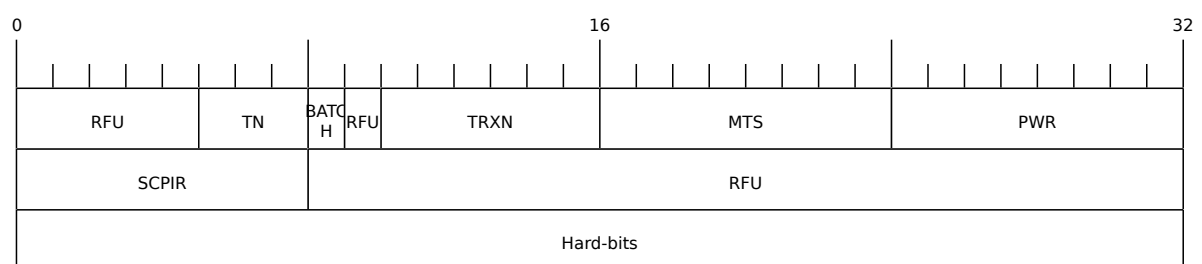 0 16 32
RFU TN BATC RFU TRXN MTS PWR
H
SCPIR RFU
Hard-bits